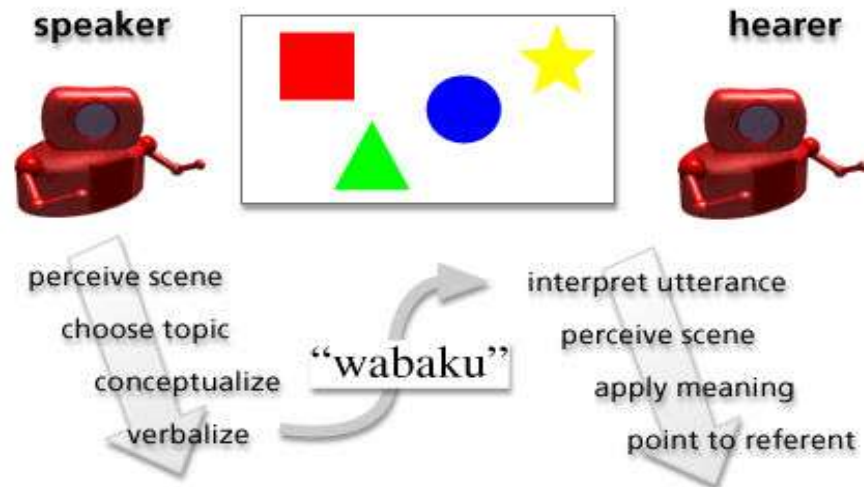 speaker
hearer
perceive scene
choose topic
conceptualize
verbalize
“wabaku”
interpret utterance
perceive scene
apply meaning
point to referent